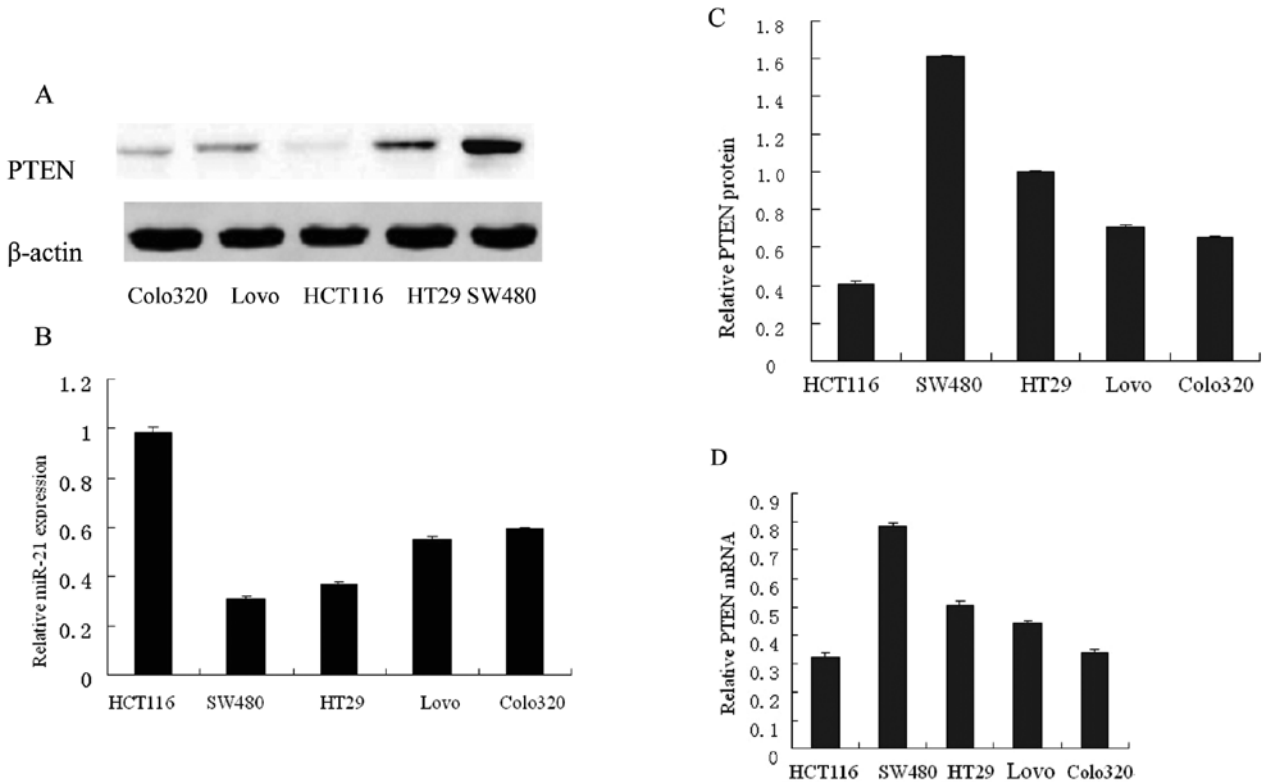 A
PTEN
β-actin
Colo320 Lovo HCT116 HT29 SW480
B
Relative miR-21 expression
1.2
1
0.8
0.6
0.4
0.2
0
HCT116 SW480 HT29 Lovo Colo320
C
Relative PTEN protein
1.8
1.6
1.4
1.2
1.0
0.8
0.6
0.4
0.2
0
HCT116 SW480 HT29 Lovo Colo320
D
Relative PTEN mRNA
0.9
0.8
0.7
0.6
0.5
0.4
0.3
0.2
0.1
0
HCT116 SW480 HT29 Lovo Colo320